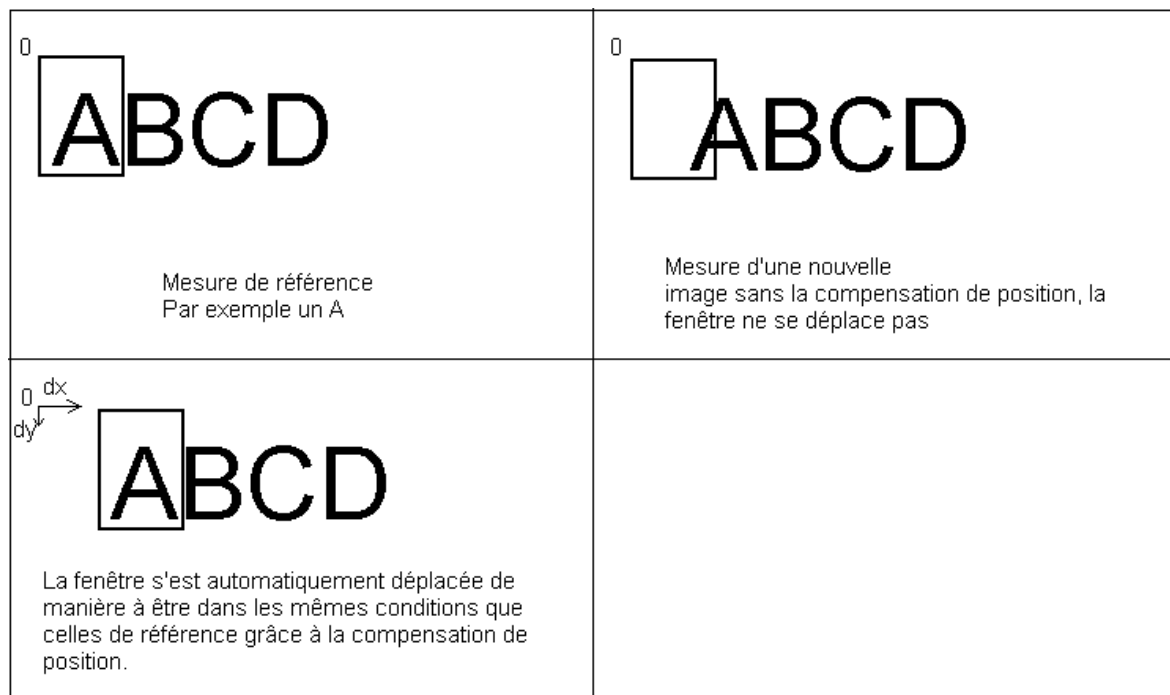 0
ABCD
Mesure de référence
Par exemple un A
0
ABCD
Mesure d'une nouvelle
image sans la compensation de position, la
fenêtre ne se déplace pas
0 dx
dy
ABCD
La fenêtre s'est automatiquement déplacée de
manière à être dans les mêmes conditions que
celles de référence grâce à la compensation de
position.